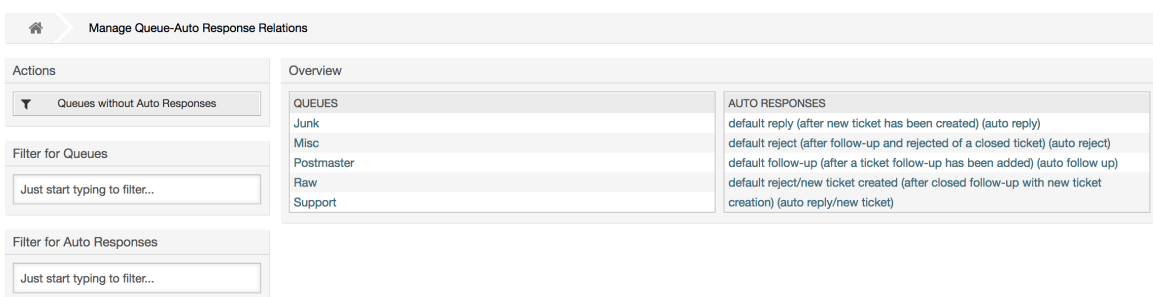 Manage Queue-Auto Response Relations
Actions
Queues without Auto Responses
Filter for Queues
Just start typing to filter...
Filter for Auto Responses
Just start typing to filter...
Overview
QUEUES
Junk
Misc
Postmaster
Raw
Support
AUTO RESPONSES
default reply (after new ticket has been created) (auto reply)
default reject (after follow-up and rejected of a closed ticket) (auto reject)
default follow-up (after a ticket follow-up has been added) (auto follow up)
default reject/new ticket created (after closed follow-up with new ticket
creation) (auto reply/new ticket)